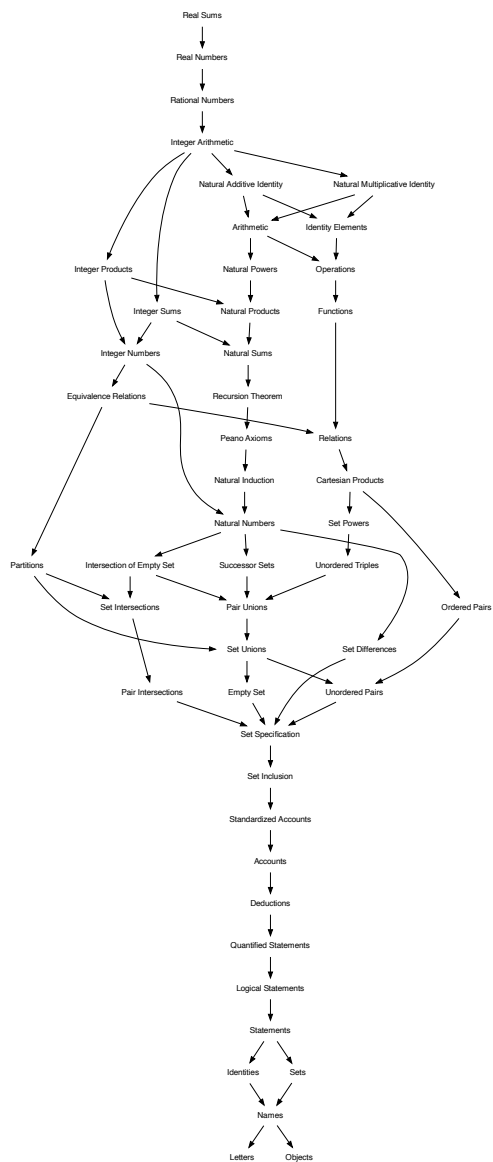 Real Sums
Real Numbers
Rational Numbers
Integer Arithmetic
Natural Additive Identity
Natural Multiplicative Identity
Arithmetic
Identity Elements
Integer Products
Natural Powers
Operations
Integer Sums
Natural Products
Functions
Integer Numbers
Natural Sums
Equivalence Relations
Recursion Theorem
Peano Axioms
Relations
Natural Induction
Cartesian Products
Natural Numbers
Set Powers
Partitions
Intersection of Empty Set
Successor Sets
Unordered Triples
Set Intersections
Pair Unions
Ordered Pairs
Set Unions
Set Differences
Pair Intersections
Empty Set
Unordered Pairs
Set Specification
Set Inclusion
Standardized Accounts
Accounts
Deductions
Quantified Statements
Logical Statements
Statements
Identities
Sets
Names
Letters
Objects